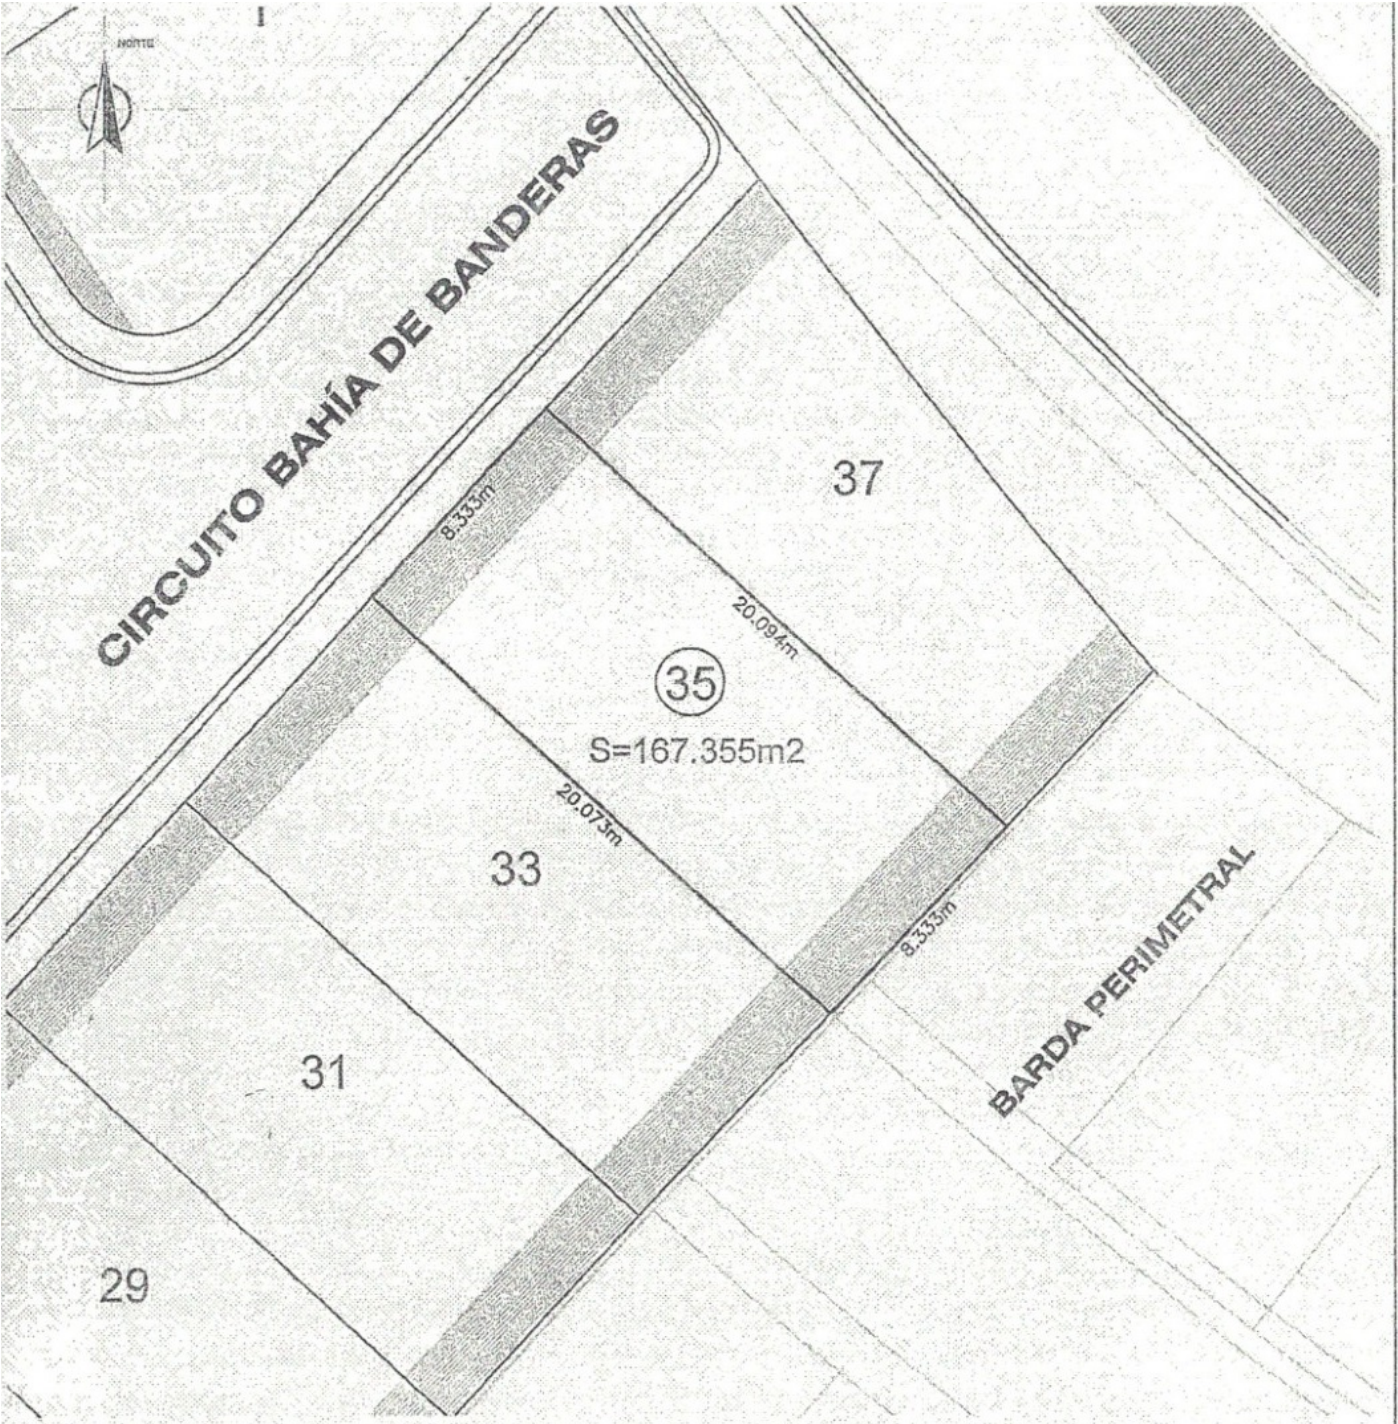 NORTE
CIRCUITO BAHÍA DE BANDERAS
37
8.333m
20.094m
35
S=167.355m2
20.073m
33
8.333m
BARDA PERIMETRAL
31
29